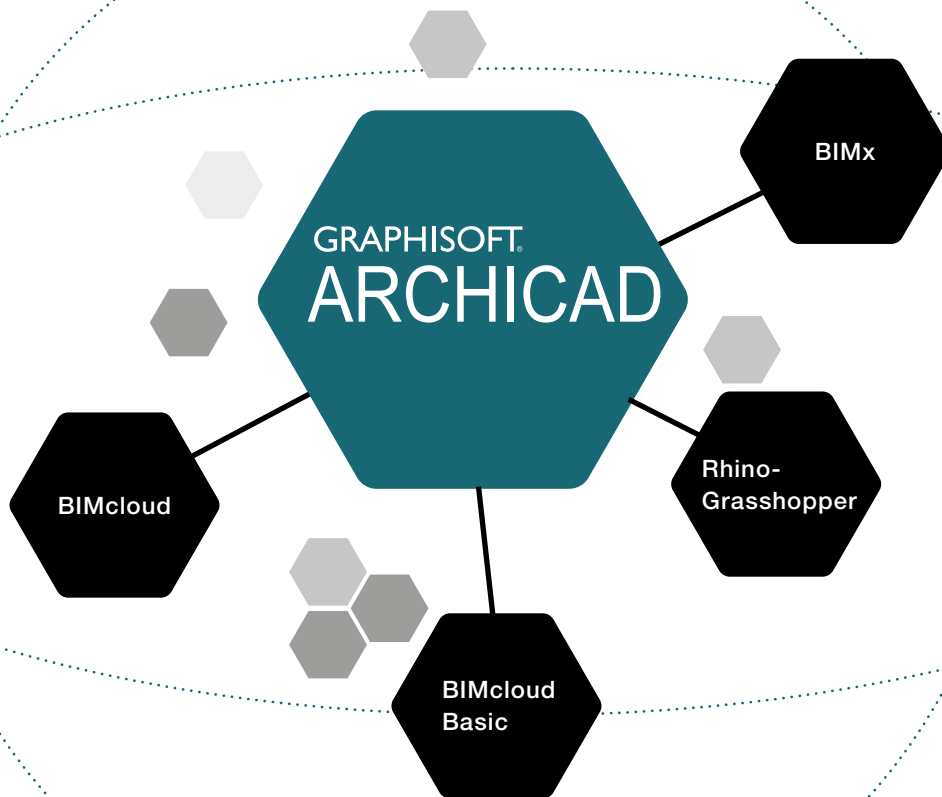 BIMx
GRAPHISOFT®
ARCHICAD
Rhino-
Grasshopper
BIMcloud
BIMcloud
Basic